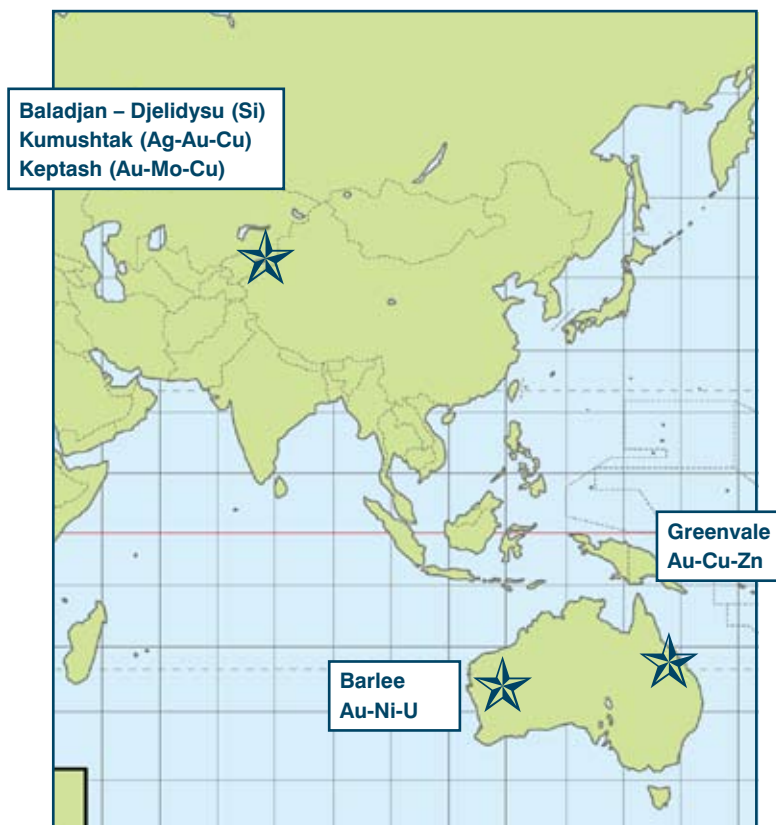 Baladjan – Djelidysu (Si)
Kumushtak (Ag-Au-Cu)
Keptash (Au-Mo-Cu)
Greenvale
Au-Cu-Zn
Barlee
Au-Ni-U